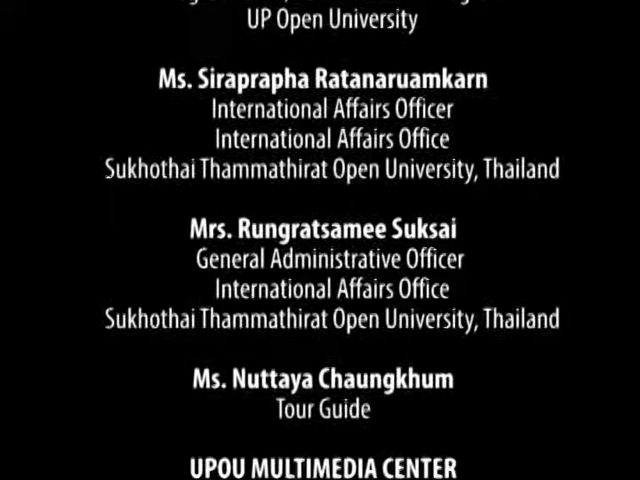 UP Open University
Ms. Siraprapha Ratanaruamkarn
International Affairs Officer
International Affairs Office
Sukhothai Thammathirat Open University, Thailand
Mrs. Rungratsamee Suksai
General Administrative Officer
International Affairs Office
Sukhothai Thammathirat Open University, Thailand
Ms. Nuttaya Chaungkhum
Tour Guide
UPOU MULTIMEDIA CENTER